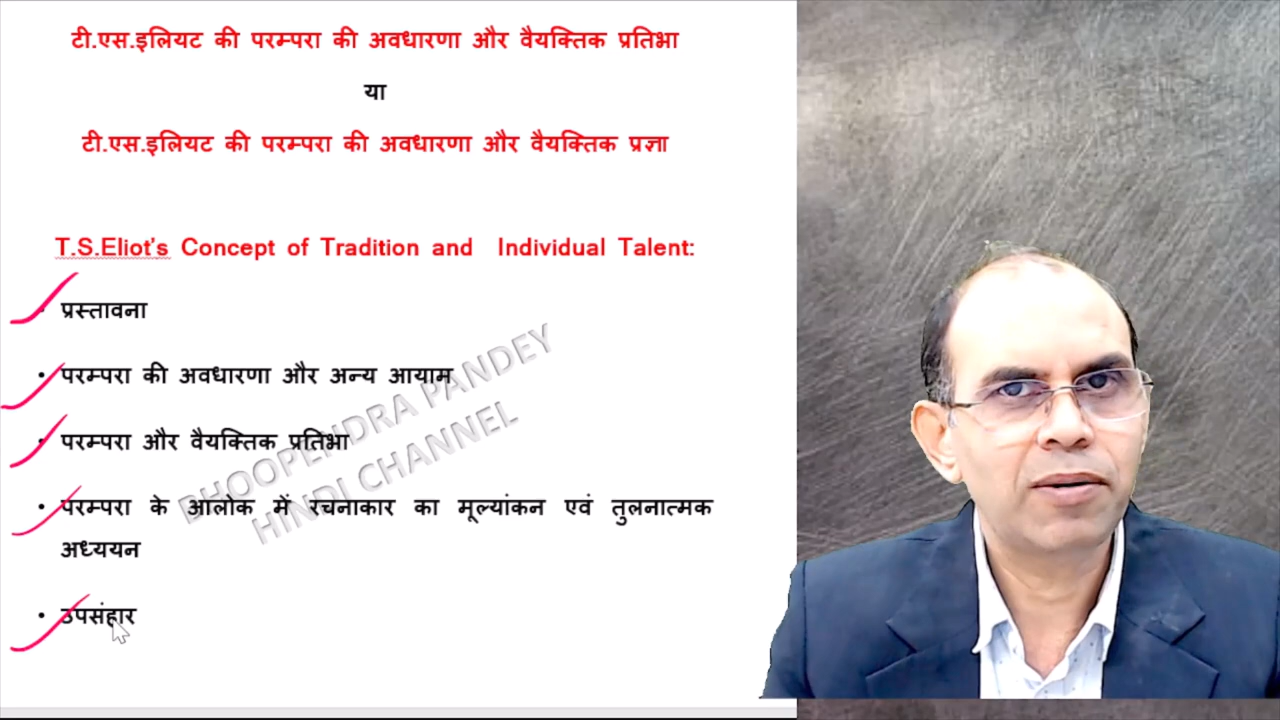 टी.एस.इलियट की परम्परा की अवधारणा और वैयक्तिक प्रतिभा
या
टी.एस.इलियट की परम्परा की अवधारणा और वैयक्तिक प्रज्ञा
T.S.Eliot's Concept of Tradition and Individual Talent:
• प्रस्तावना
• परम्परा की अवधारणा और अन्य आयाम
• परम्परा और वैयक्तिक प्रतिभा
• परम्परा के आलोक में रचनाकार का मूल्यांकन एवं तुलनात्मक
अध्ययन
• उपसंहार
BHOOPENDRA PANDEY
HINDI CHANNEL